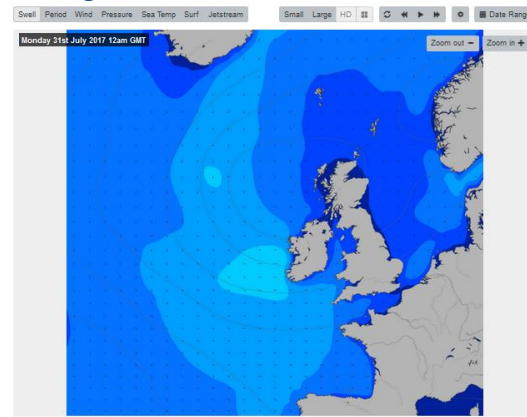 Swell Period Wind Pressure Sea Temp Surf Jetstream Small Large HD Date Rang
Monday 31st July 2017 12am GMT Zoom out − Zoom in +